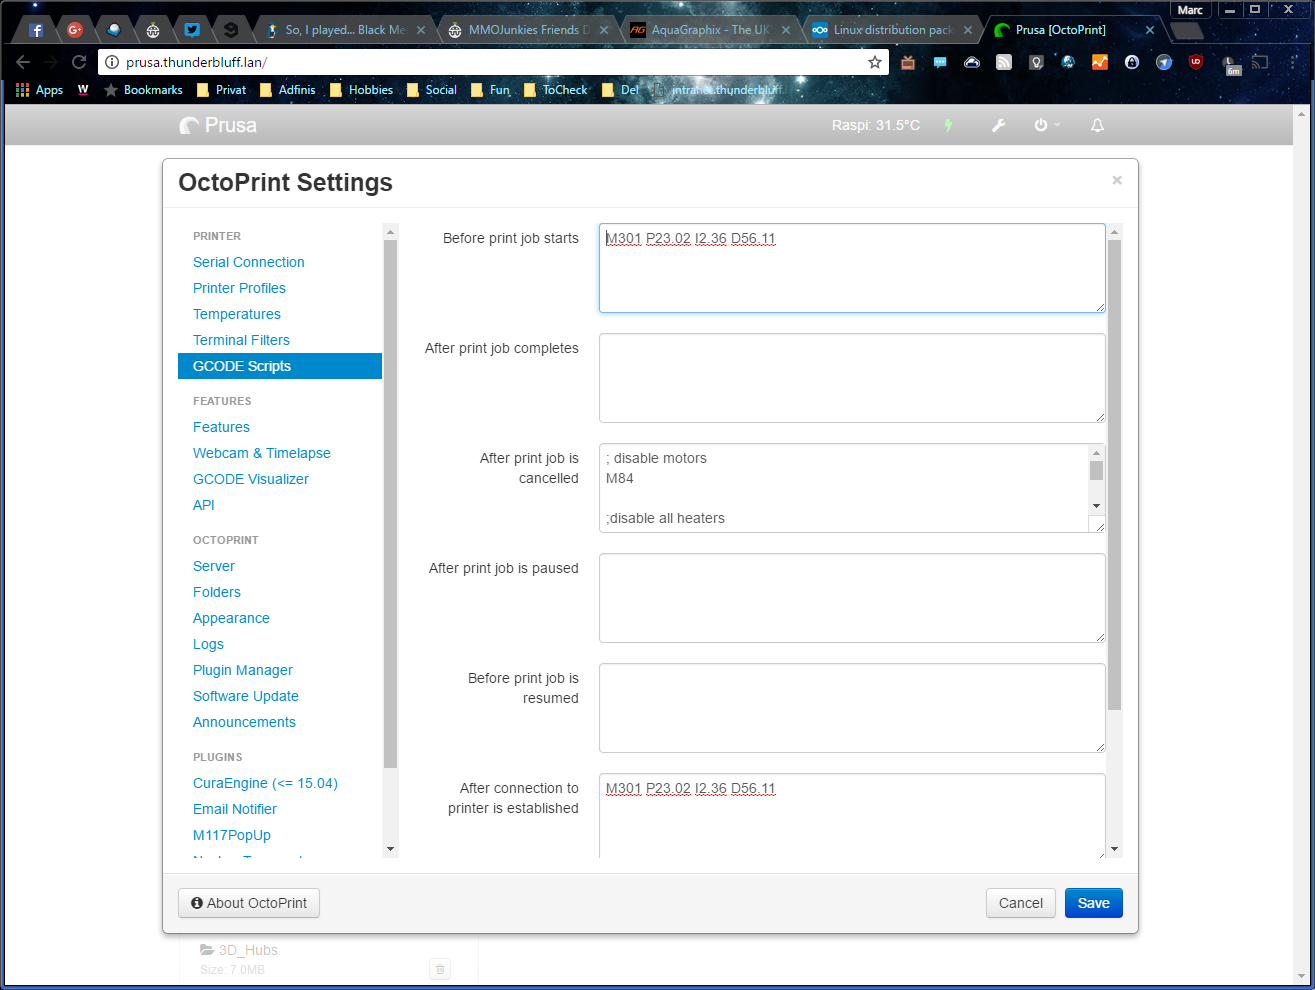 Marc
So, I played... Black Me
MMOJunkies Friends D
AquaGraphix - The UK
Linux distribution pack
Prusa [OctoPrint]
prusa.thunderbluff.lan/
6m
Apps
Bookmarks
Privat
Adfinis
Hobbies
Social
Fun
ToCheck
Del
intranet.thunderbluff.
Prusa
Raspi: 31.5°C
OctoPrint Settings
×
PRINTER
Serial Connection
Printer Profiles
Temperatures
Terminal Filters
GCODE Scripts
FEATURES
Features
Webcam & Timelapse
GCODE Visualizer
API
OCTOPRINT
Server
Folders
Appearance
Logs
Plugin Manager
Software Update
Announcements
PLUGINS
CuraEngine (<= 15.04)
Email Notifier
M117PopUp
Before print job starts
M301 P23.02 I2.36 D56.11
After print job completes
After print job is
cancelled
; disable motors
M84
;disable all heaters
After print job is paused
Before print job is
resumed
After connection to
printer is established
M301 P23.02 I2.36 D56.11
About OctoPrint
Cancel
Save
3D_Hubs
Size: 7.0MB